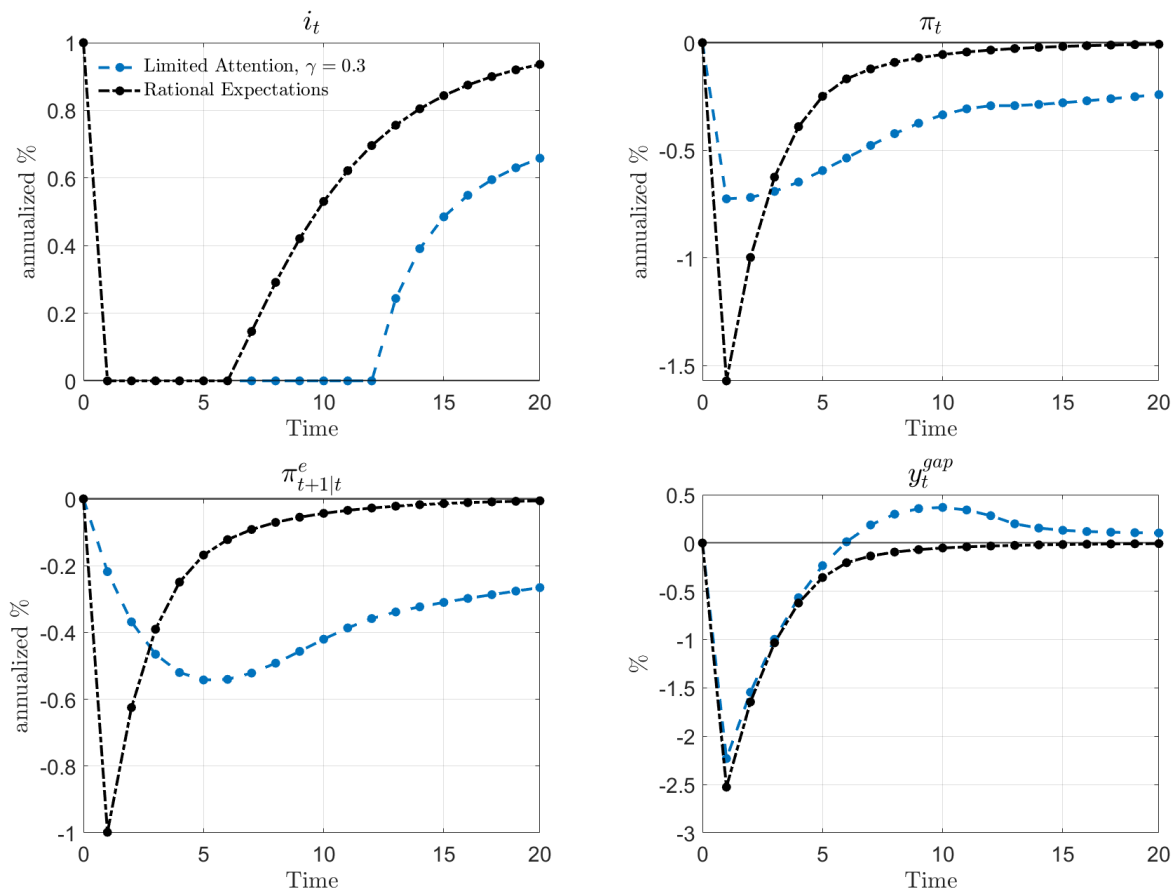 i_t
annualized %
1
0.8
0.6
0.4
0.2
0
Limited Attention, γ = 0.3
Rational Expectations
0 5 10 15 20
Time
π_t
annualized %
0
-0.5
-1
-1.5
0 5 10 15 20
Time
π^e_{t+1|t}
annualized %
0
-0.2
-0.4
-0.6
-0.8
-1
0 5 10 15 20
Time
y_t^{gap}
%
0.5
0
-0.5
-1
-1.5
-2
-2.5
-3
0 5 10 15 20
Time